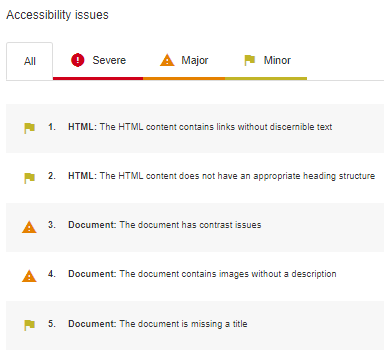 Accessibility issues
All Severe Major Minor
1. HTML: The HTML content contains links without discernible text
2. HTML: The HTML content does not have an appropriate heading structure
3. Document: The document has contrast issues
4. Document: The document contains images without a description
5. Document: The document is missing a title